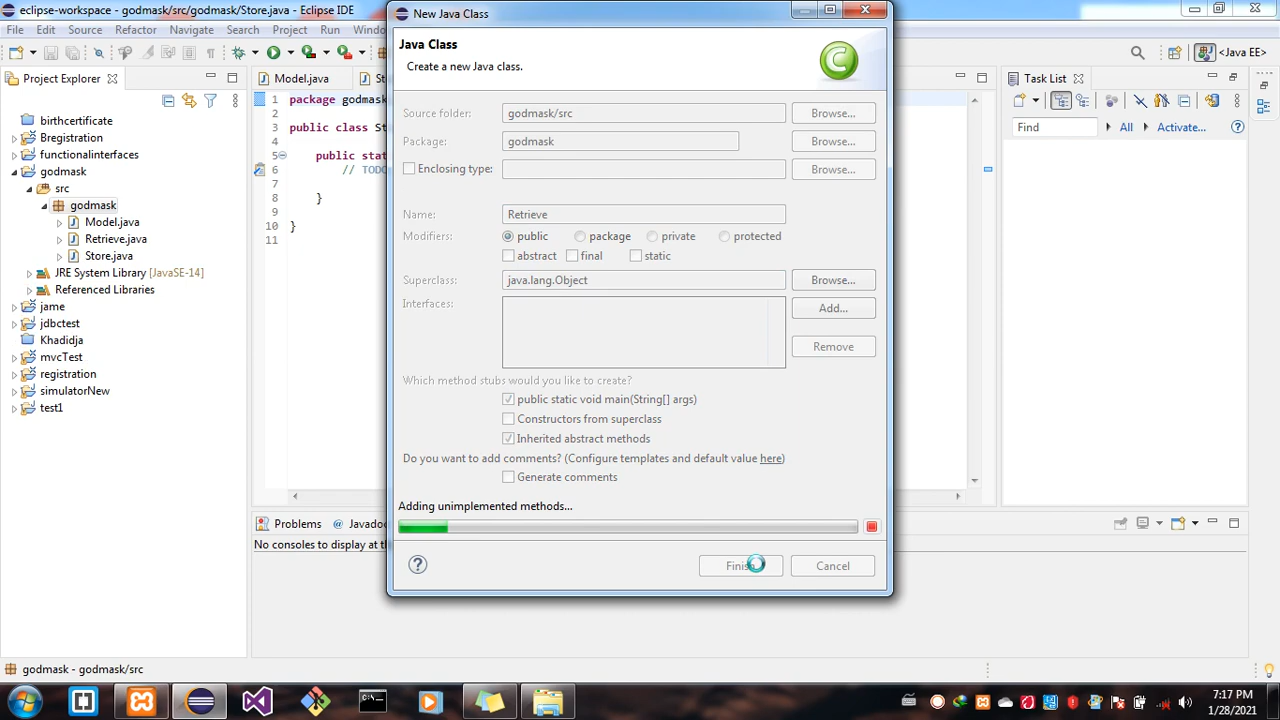 eclipse-workspace - godmask/src/godmask/Store.java - Eclipse IDE
New Java Class
File Edit Source Refactor Navigate Search Project Run
Java Class
Create a new Java class.
<Java EE>
Project Explorer
Model.java
Task List
birthcertificate
Bregistration
functionalinterfaces
godmask
src
godmask
Model.java
Retrieve.java
Store.java
JRE System Library [JavaSE-14]
Referenced Libraries
jame
jdbctest
Khadidja
mvcTest
registration
simulatorNew
test1
1 package godmask
2
3 public class
4
5 public
6 // TODO
7
8 }
9
10 }
11
Source folder: godmask/src Browse...
Package: godmask Browse...
Enclosing type: Browse...
Name: Retrieve
Modifiers: public package private protected
abstract final static
Superclass: java.lang.Object Browse...
Interfaces: Add...
Remove
Which method stubs would you like to create?
public static void main(String[] args)
Constructors from superclass
Inherited abstract methods
Do you want to add comments? (Configure templates and default value here)
Generate comments
Adding unimplemented methods...
Finish Cancel
Find All Activate...
Problems @ Javadoc
No consoles to display at
godmask - godmask/src
7:17 PM
1/28/2021